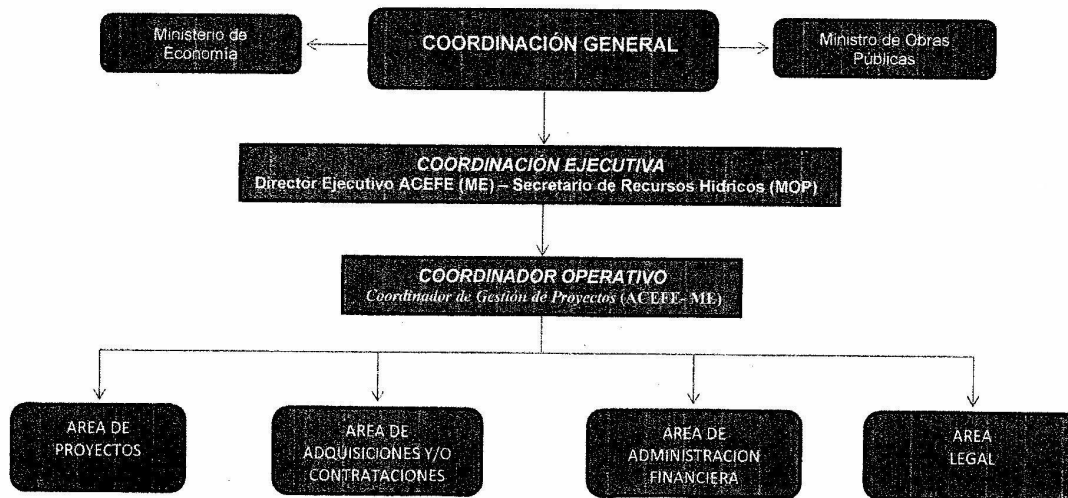 Ministerio de
Economía
COORDINACIÓN GENERAL
Ministro de Obras
Públicas
COORDINACIÓN EJECUTIVA
Director Ejecutivo ACEFE (ME) – Secretario de Recursos Hídricos (MOP)
COORDINADOR OPERATIVO
Coordinador de Gestión de Proyectos (ACEFE- ME)
AREA DE
PROYECTOS
AREA DE
ADQUISICIONES Y/O
CONTRATACIONES
AREA DE
ADMINISTRACION
FINANCIERA
AREA
LEGAL